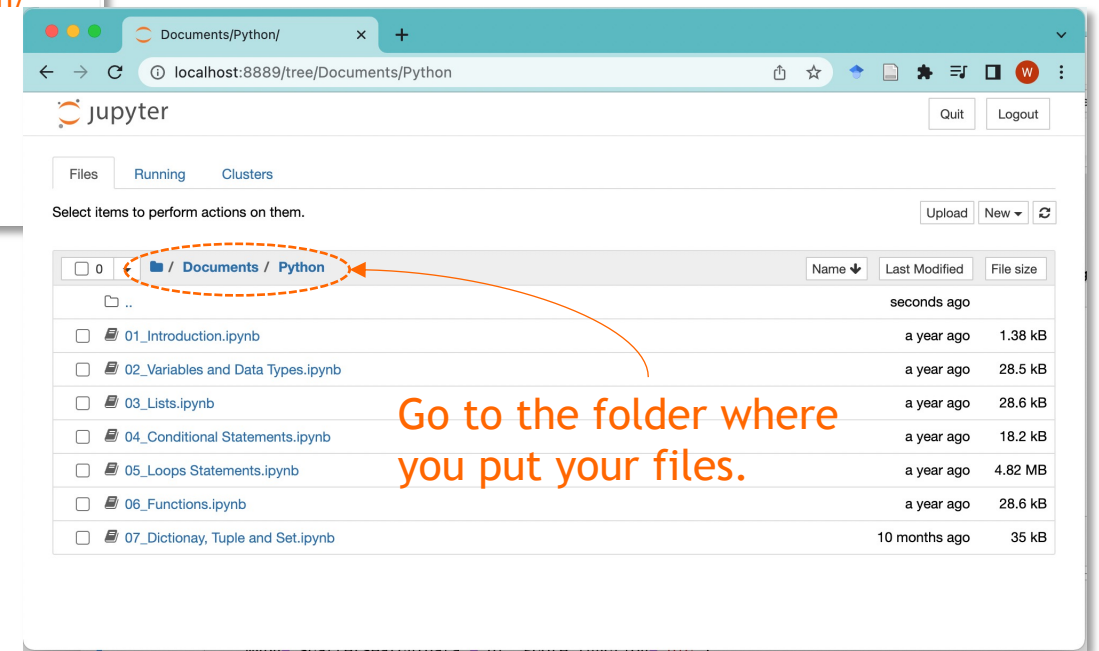 Documents/Python/
localhost:8889/tree/Documents/Python
W
jupyter
Quit Logout
Files Running Clusters
Select items to perform actions on them.
Upload New
0 / Documents / Python Name Last Modified File size
.. seconds ago
01_Introduction.ipynb a year ago 1.38 kB
02_Variables and Data Types.ipynb a year ago 28.5 kB
03_Lists.ipynb a year ago 28.6 kB
04_Conditional Statements.ipynb a year ago 18.2 kB
05_Loops Statements.ipynb a year ago 4.82 MB
06_Functions.ipynb a year ago 28.6 kB
07_Dictionay, Tuple and Set.ipynb 10 months ago 35 kB
Go to the folder where
you put your files.